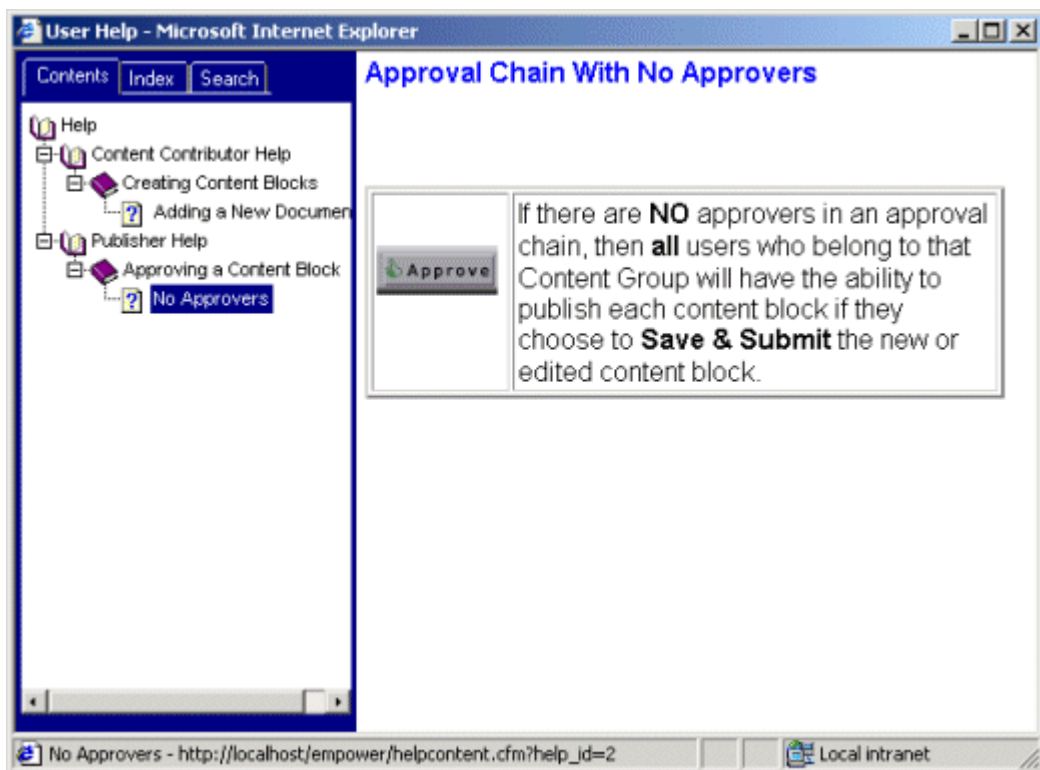 User Help - Microsoft Internet Explorer
Contents
Index
Search
Help
Content Contributor Help
Creating Content Blocks
Adding a New Documen
Publisher Help
Approving a Content Block
No Approvers
Approval Chain With No Approvers
Approve
If there are NO approvers in an approval
chain, then all users who belong to that
Content Group will have the ability to
publish each content block if they
choose to Save & Submit the new or
edited content block.
No Approvers - http://localhost/empower/helpcontent.cfm?help_id=2
Local intranet